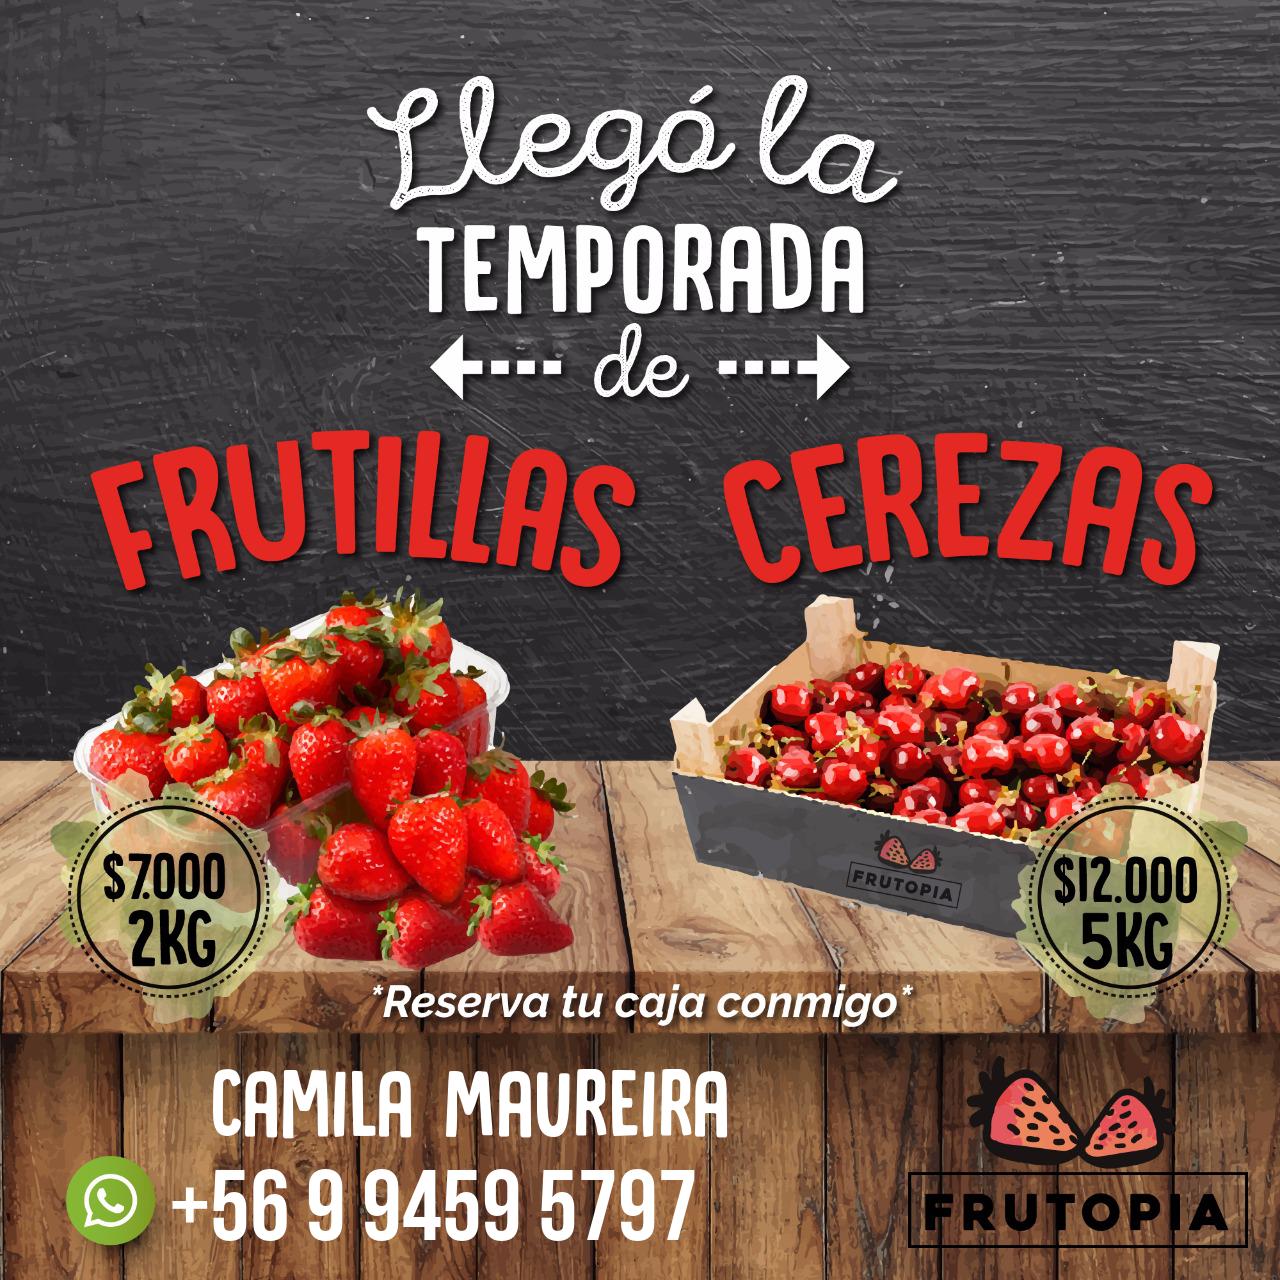 Llegó la
TEMPORADA
de
FRUTILLAS CEREZAS
FRUTOPIA
$7.000
2KG
$12.000
5KG
*Reserva tu caja conmigo*
CAMILA MAUREIRA
+56 9 9459 5797
FRUTOPIA